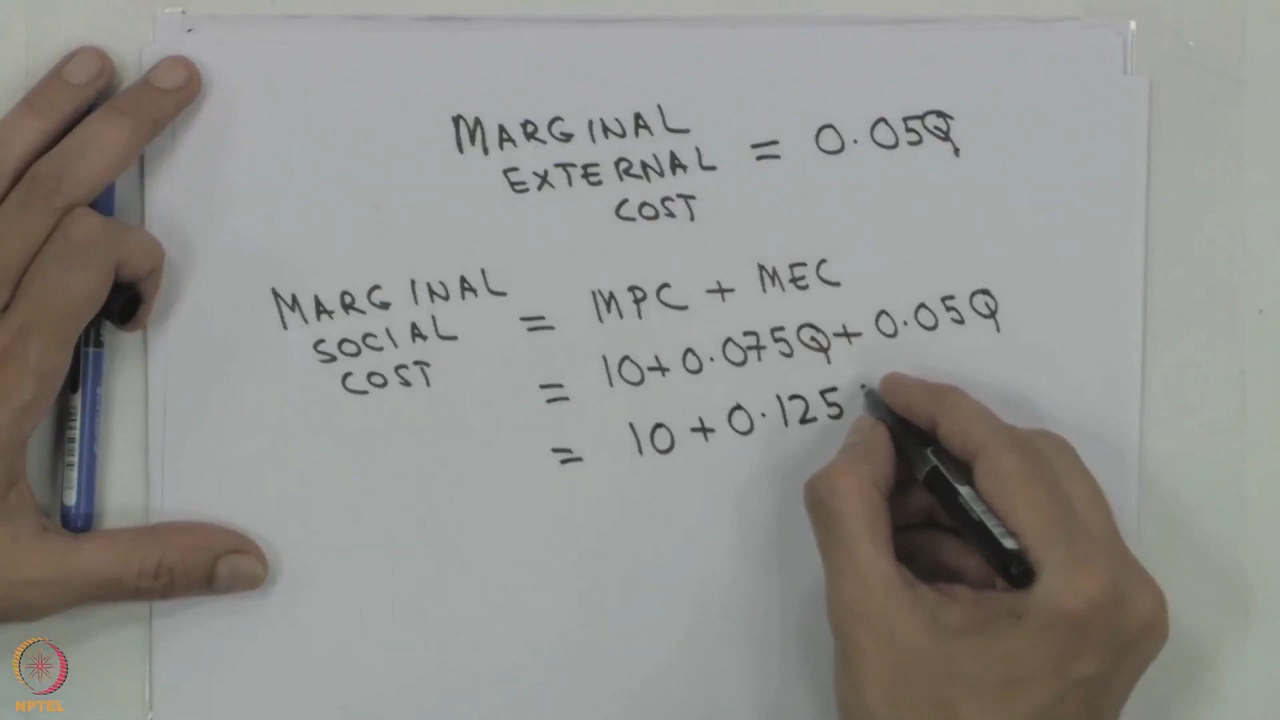 MARGINAL
EXTERNAL = 0.05Q
COST
MARGINAL
SOCIAL = MPC + MEC
COST
= 10+0.075Q+0.05Q
= 10+0.125
NPTEL